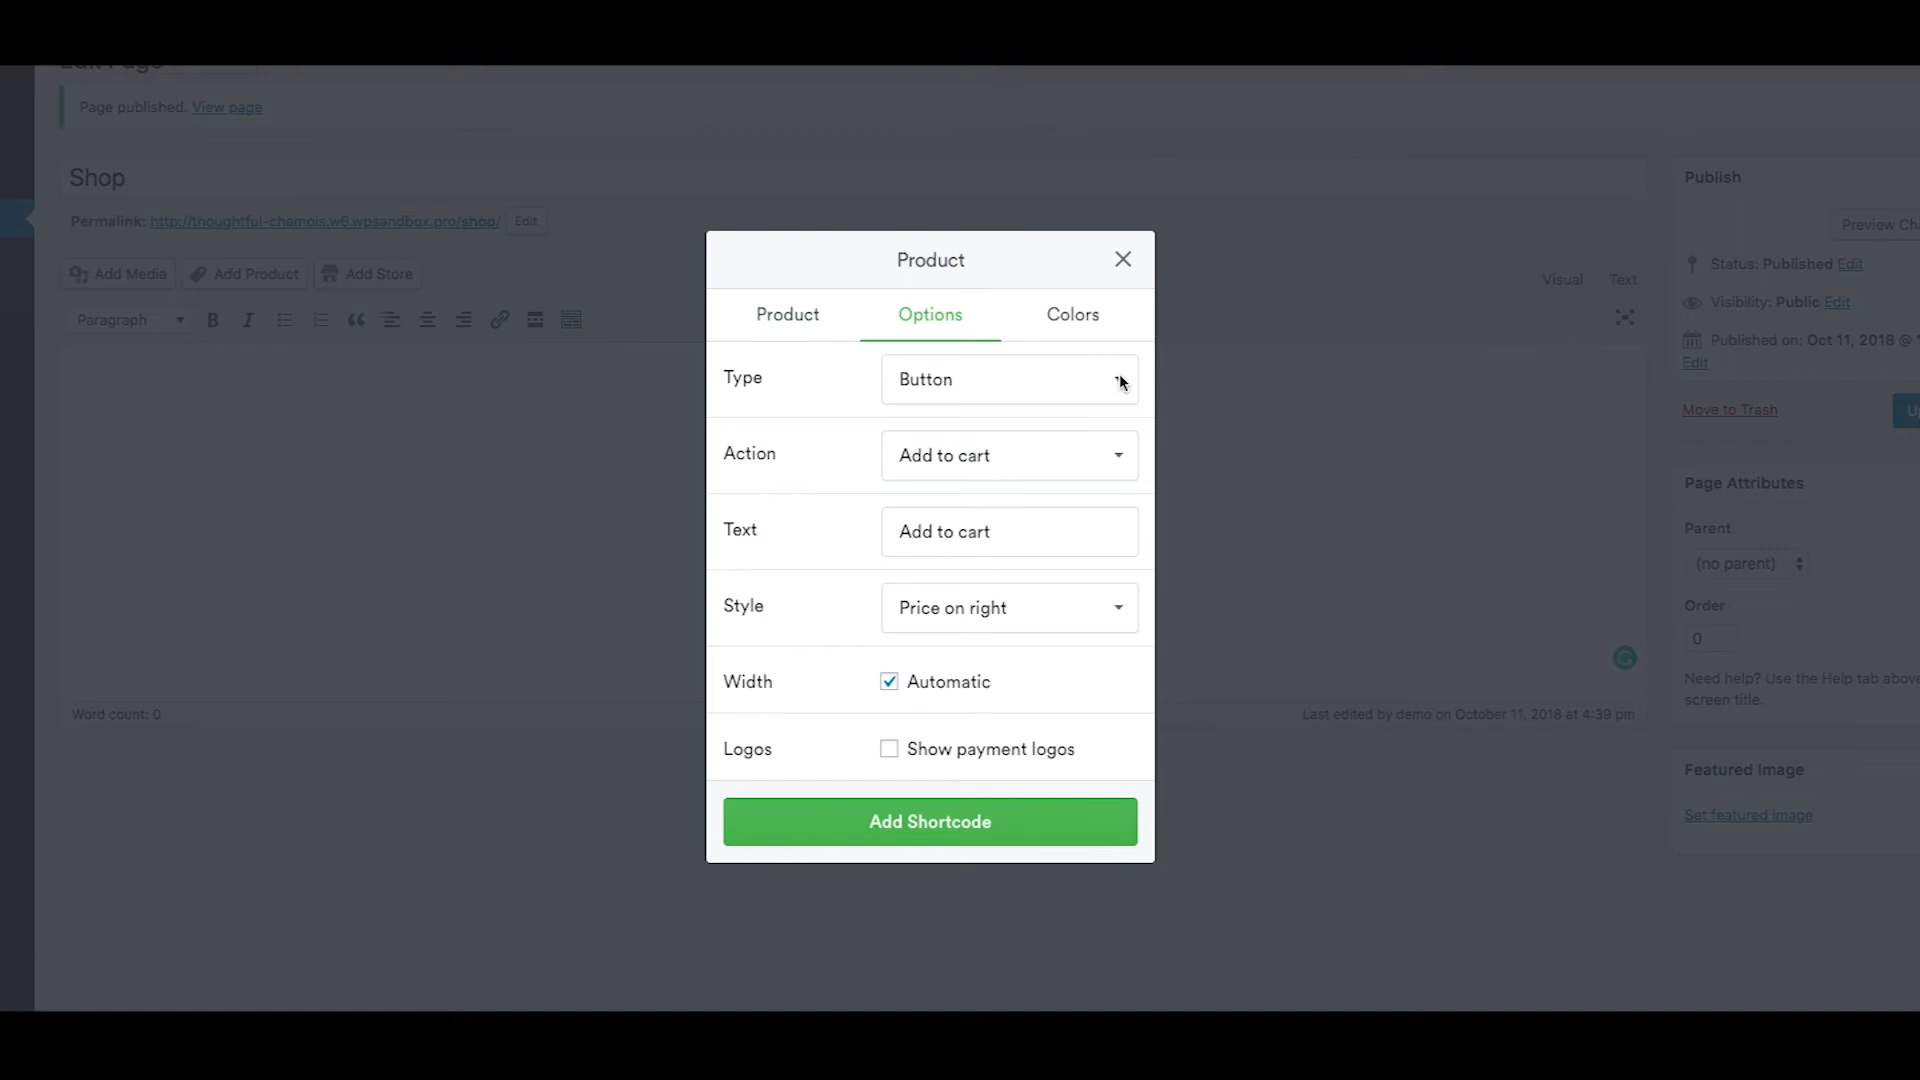 Edit Page
Page published. View page
Shop
Permalink: http://thoughtful-chamois.w6.wpsandbox.pro/shop/ Edit
Add Media Add Product Add Store
Visual Text
Paragraph
Word count: 0
Last edited by demo on October 11, 2018 at 4:39 pm
Product
Product Options Colors
Type Button
Action Add to cart
Text Add to cart
Style Price on right
Width Automatic
Logos Show payment logos
Add Shortcode
Publish
Preview
Status: Published Edit
Visibility: Public Edit
Published on: Oct 11, 2018 @
Edit
Move to Trash
Page Attributes
Parent
(no parent)
Order
0
Need help? Use the Help tab above
screen title.
Featured Image
Set featured image